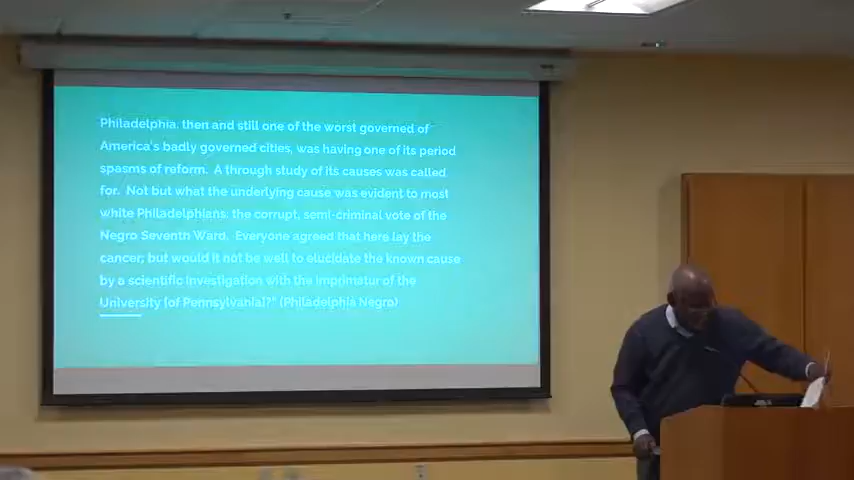 Philadelphia, then and still one of the worst governed of
America's badly governed cities, was having one of its period
spasms of reform. A through study of its causes was called
for. Not but what the underlying cause was evident to most
white Philadelphians: the corrupt, semi-criminal vote of the
Negro Seventh Ward. Everyone agreed that here lay the
cancer; but would it not be well to elucidate the known cause
by a scientific investigation with the imprimatur of the
University [of Pennsylvania]?" (Philadelphia Negro)